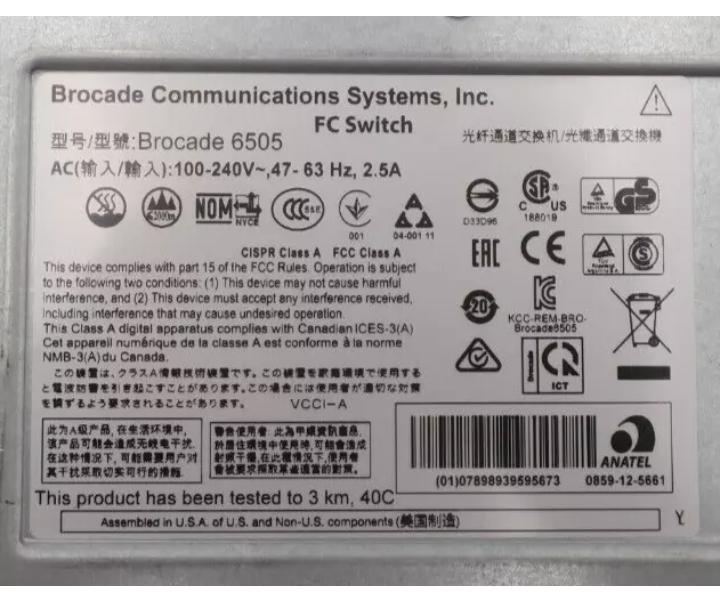 Brocade Communications Systems, Inc.
FC Switch
型号/型號:Brocade 6505
光纤通道交换机/光纖通道交換機
AC(输入/輸入):100-240V~,47- 63 Hz, 2.5A
2000m
NOM
NYCE
CCC
S&E
001
04-001 11
D33D96
C US
188019
GS
CISPR Class A FCC Class A
EAC
CE
S
This device complies with part 15 of the FCC Rules. Operation is subject
to the following two conditions: (1) This device may not cause harmful
interference, and (2) This device must accept any interference received,
including interference that may cause undesired operation.
This Class A digital apparatus complies with Canadian ICES-3(A)
Cet appareil numérique de la classe A est conforme à la norme
NMB-3(A)du Canada.
20
KCC-REM-BRO-
Brocade6505
この装置は、クラスA情報技術装置です。この装置を家庭環境で使用する
と電波妨害を引き起こすことがあります。この場合には使用者が適切な対策
を講ずるよう要求されることがあります。 VCCI-A
Brocade
ICT
此为A级产品,在生活环境中,
该产品可能会造成无线电干扰.
在这种情况下,可能需要用户对
其干扰采取切实可行的措施.
警告使用者: 此為甲類資訊產品,
於居住環境中使用時,可能會造成
射頻干擾,在此種情況下,使用者
會被要求採取某些適當的對策.
(01)07898939595673
ANATEL
0859-12-5661
This product has been tested to 3 km, 40C
Assembled in U.S.A. of U.S. and Non-U.S. components (美国制造)
Y